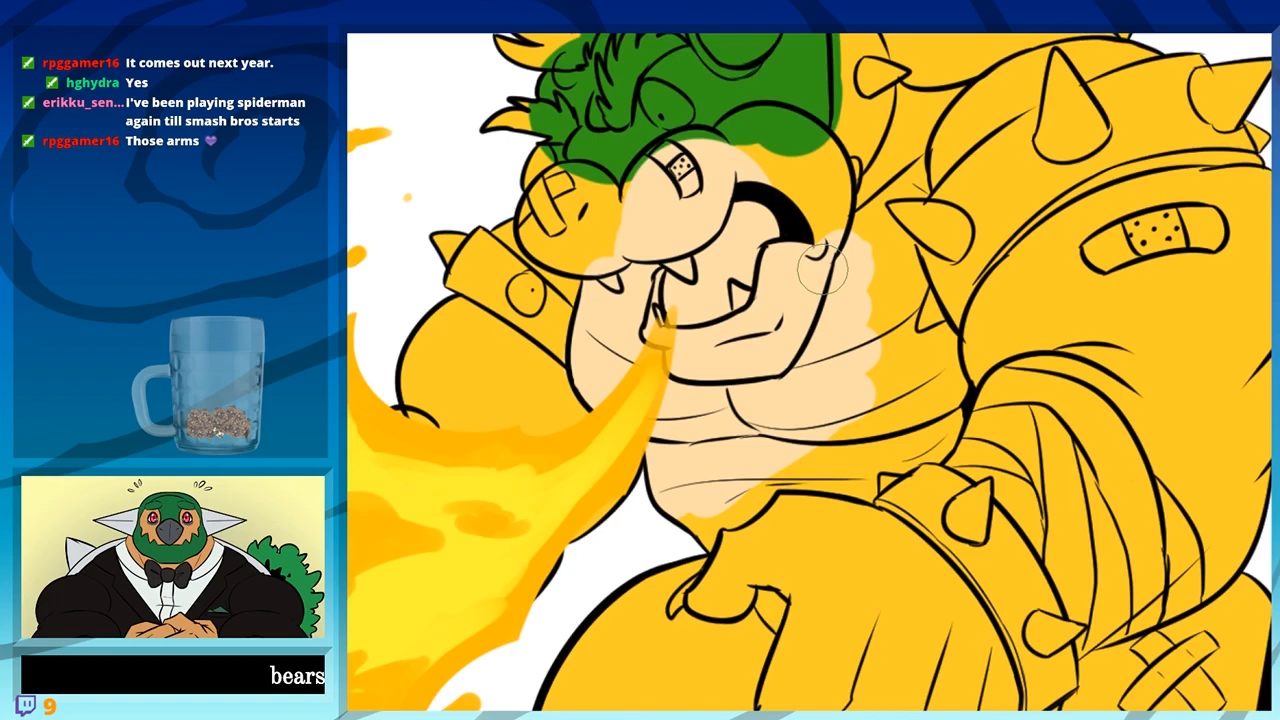 rpggamer16 It comes out next year.
hghydra Yes
erikku_sen... I've been playing spiderman
again till smash bros starts
rpggamer16 Those arms
bears
9